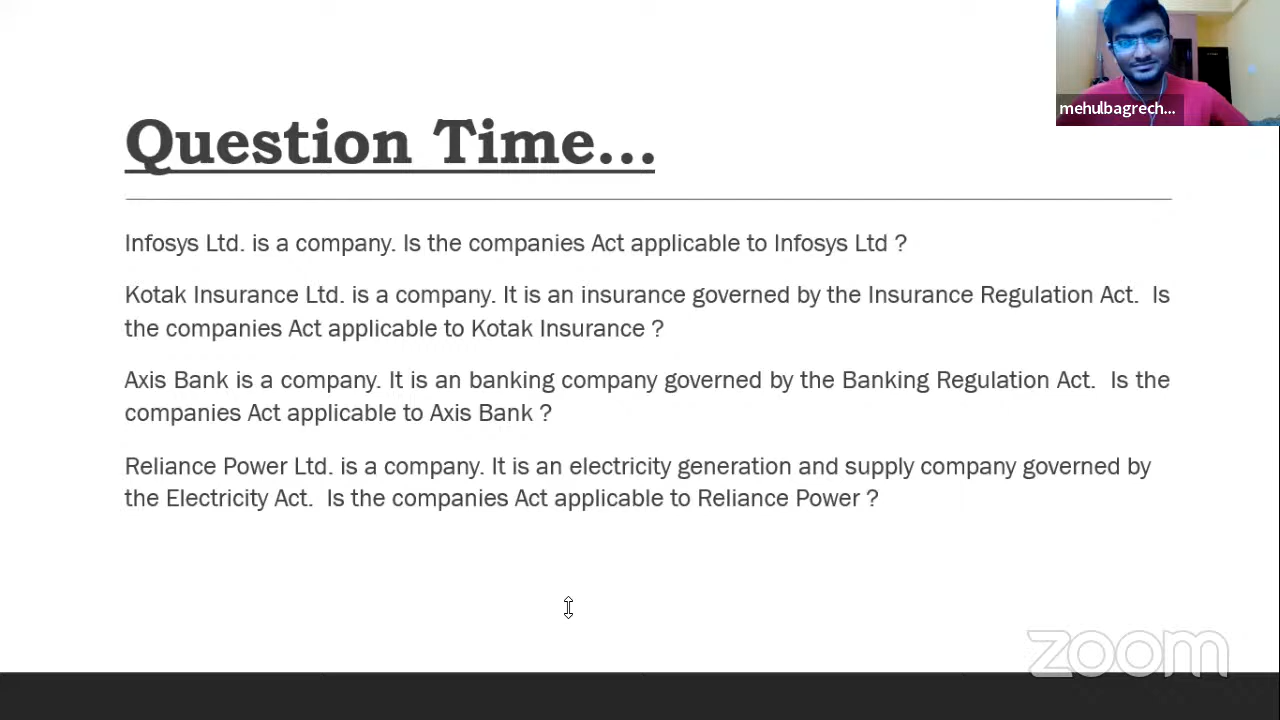 mehulbagrech...
Question Time...
Infosys Ltd. is a company. Is the companies Act applicable to Infosys Ltd ?
Kotak Insurance Ltd. is a company. It is an insurance governed by the Insurance Regulation Act.  Is
the companies Act applicable to Kotak Insurance ?
Axis Bank is a company. It is an banking company governed by the Banking Regulation Act.  Is the
companies Act applicable to Axis Bank ?
Reliance Power Ltd. is a company. It is an electricity generation and supply company governed by
the Electricity Act.  Is the companies Act applicable to Reliance Power ?
zoom